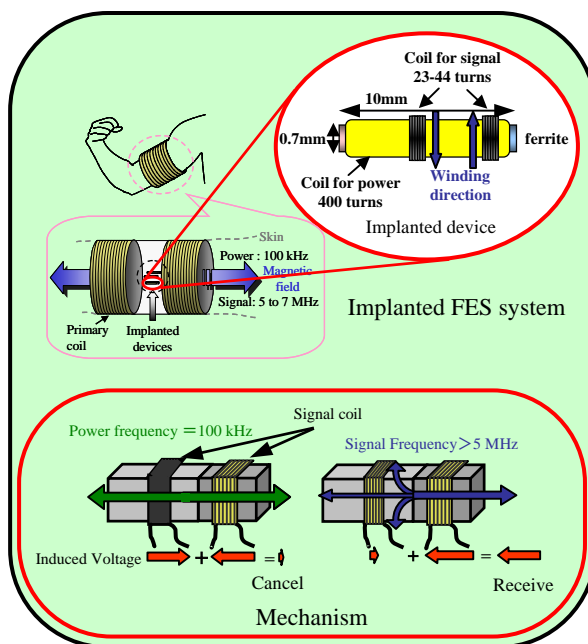 Coil for signal
23-44 turns
10mm
0.7mm
ferrite
Coil for power
400 turns
Winding
direction
Implanted device
Skin
Power : 100 kHz
Magnetic
field
Signal: 5 to 7 MHz
Primary
coil
Implanted
devices
Implanted FES system
Signal coil
Power frequency = 100 kHz
Signal Frequency> 5 MHz
Induced Voltage + = + =
Cancel
Receive
Mechanism